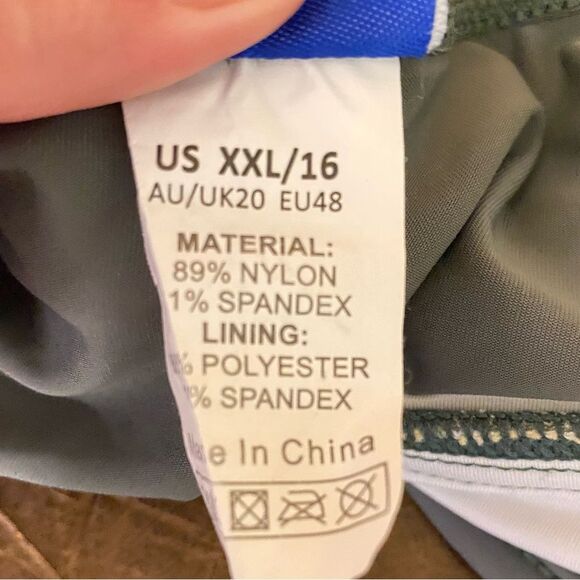 US XXL/16
AU/UK20 EU48
MATERIAL:
89% NYLON
1% SPANDEX
LINING:
% POLYESTER
% SPANDEX
In China